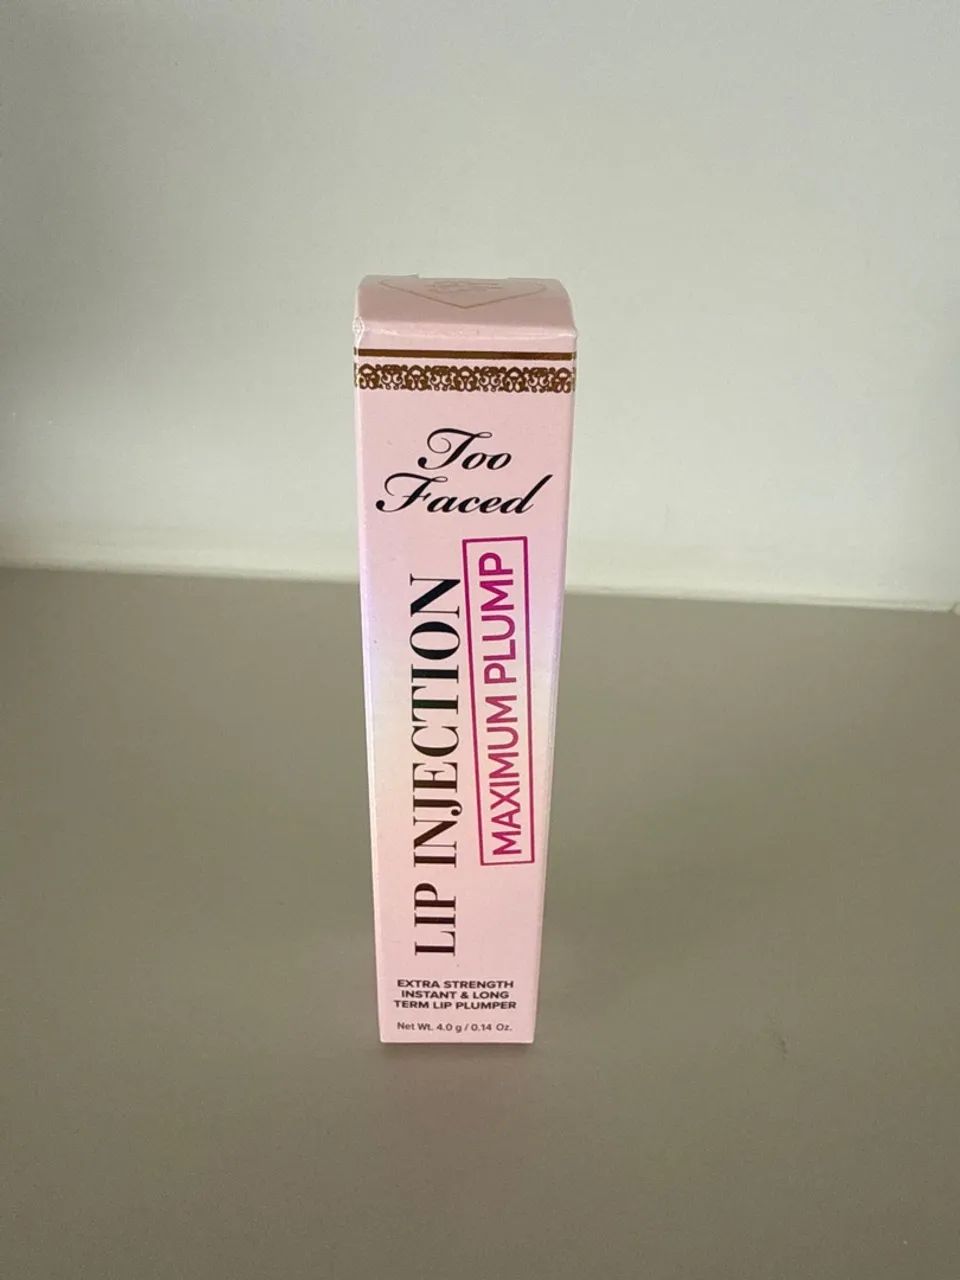 Too
Faced
LIP INJECTION
MAXIMUM PLUMP
EXTRA STRENGTH
INSTANT & LONG
TERM LIP PLUMPER
Net Wt. 4.0 g / 0.14 Oz.